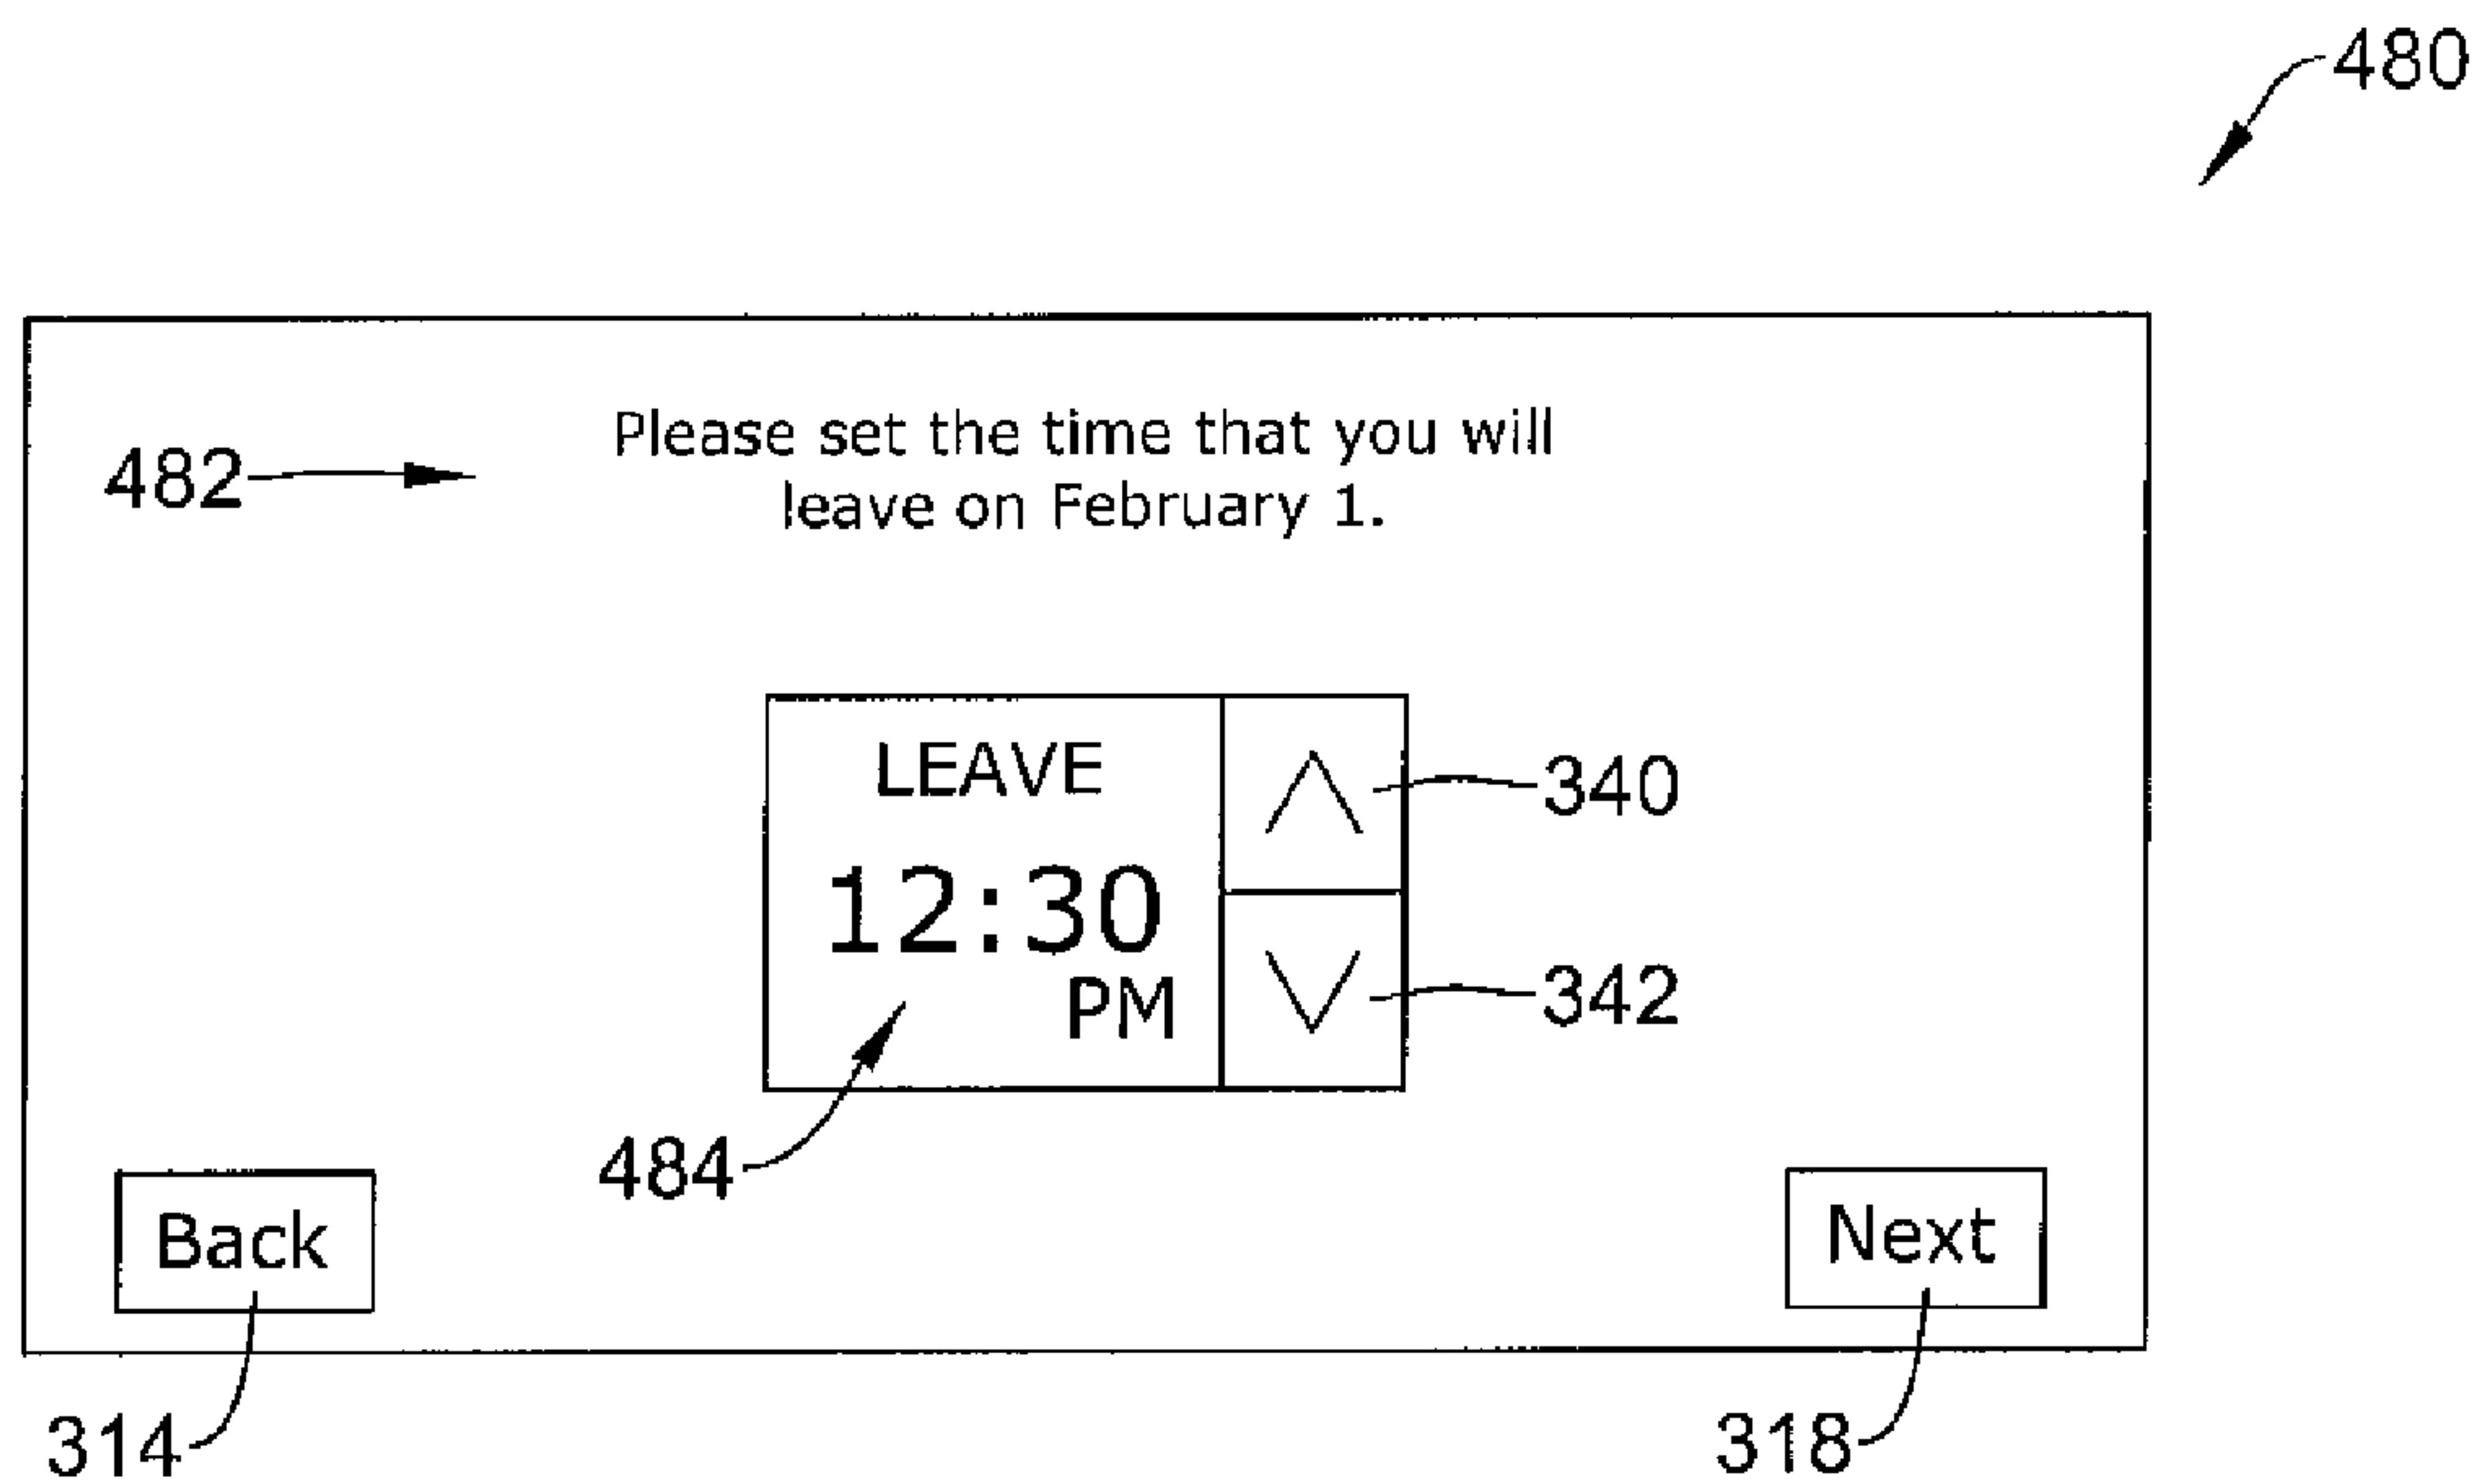 480
482
Please set the time that you will
leave on February 1.
LEAVE
12:30
PM
340
342
484
Back
Next
314
318